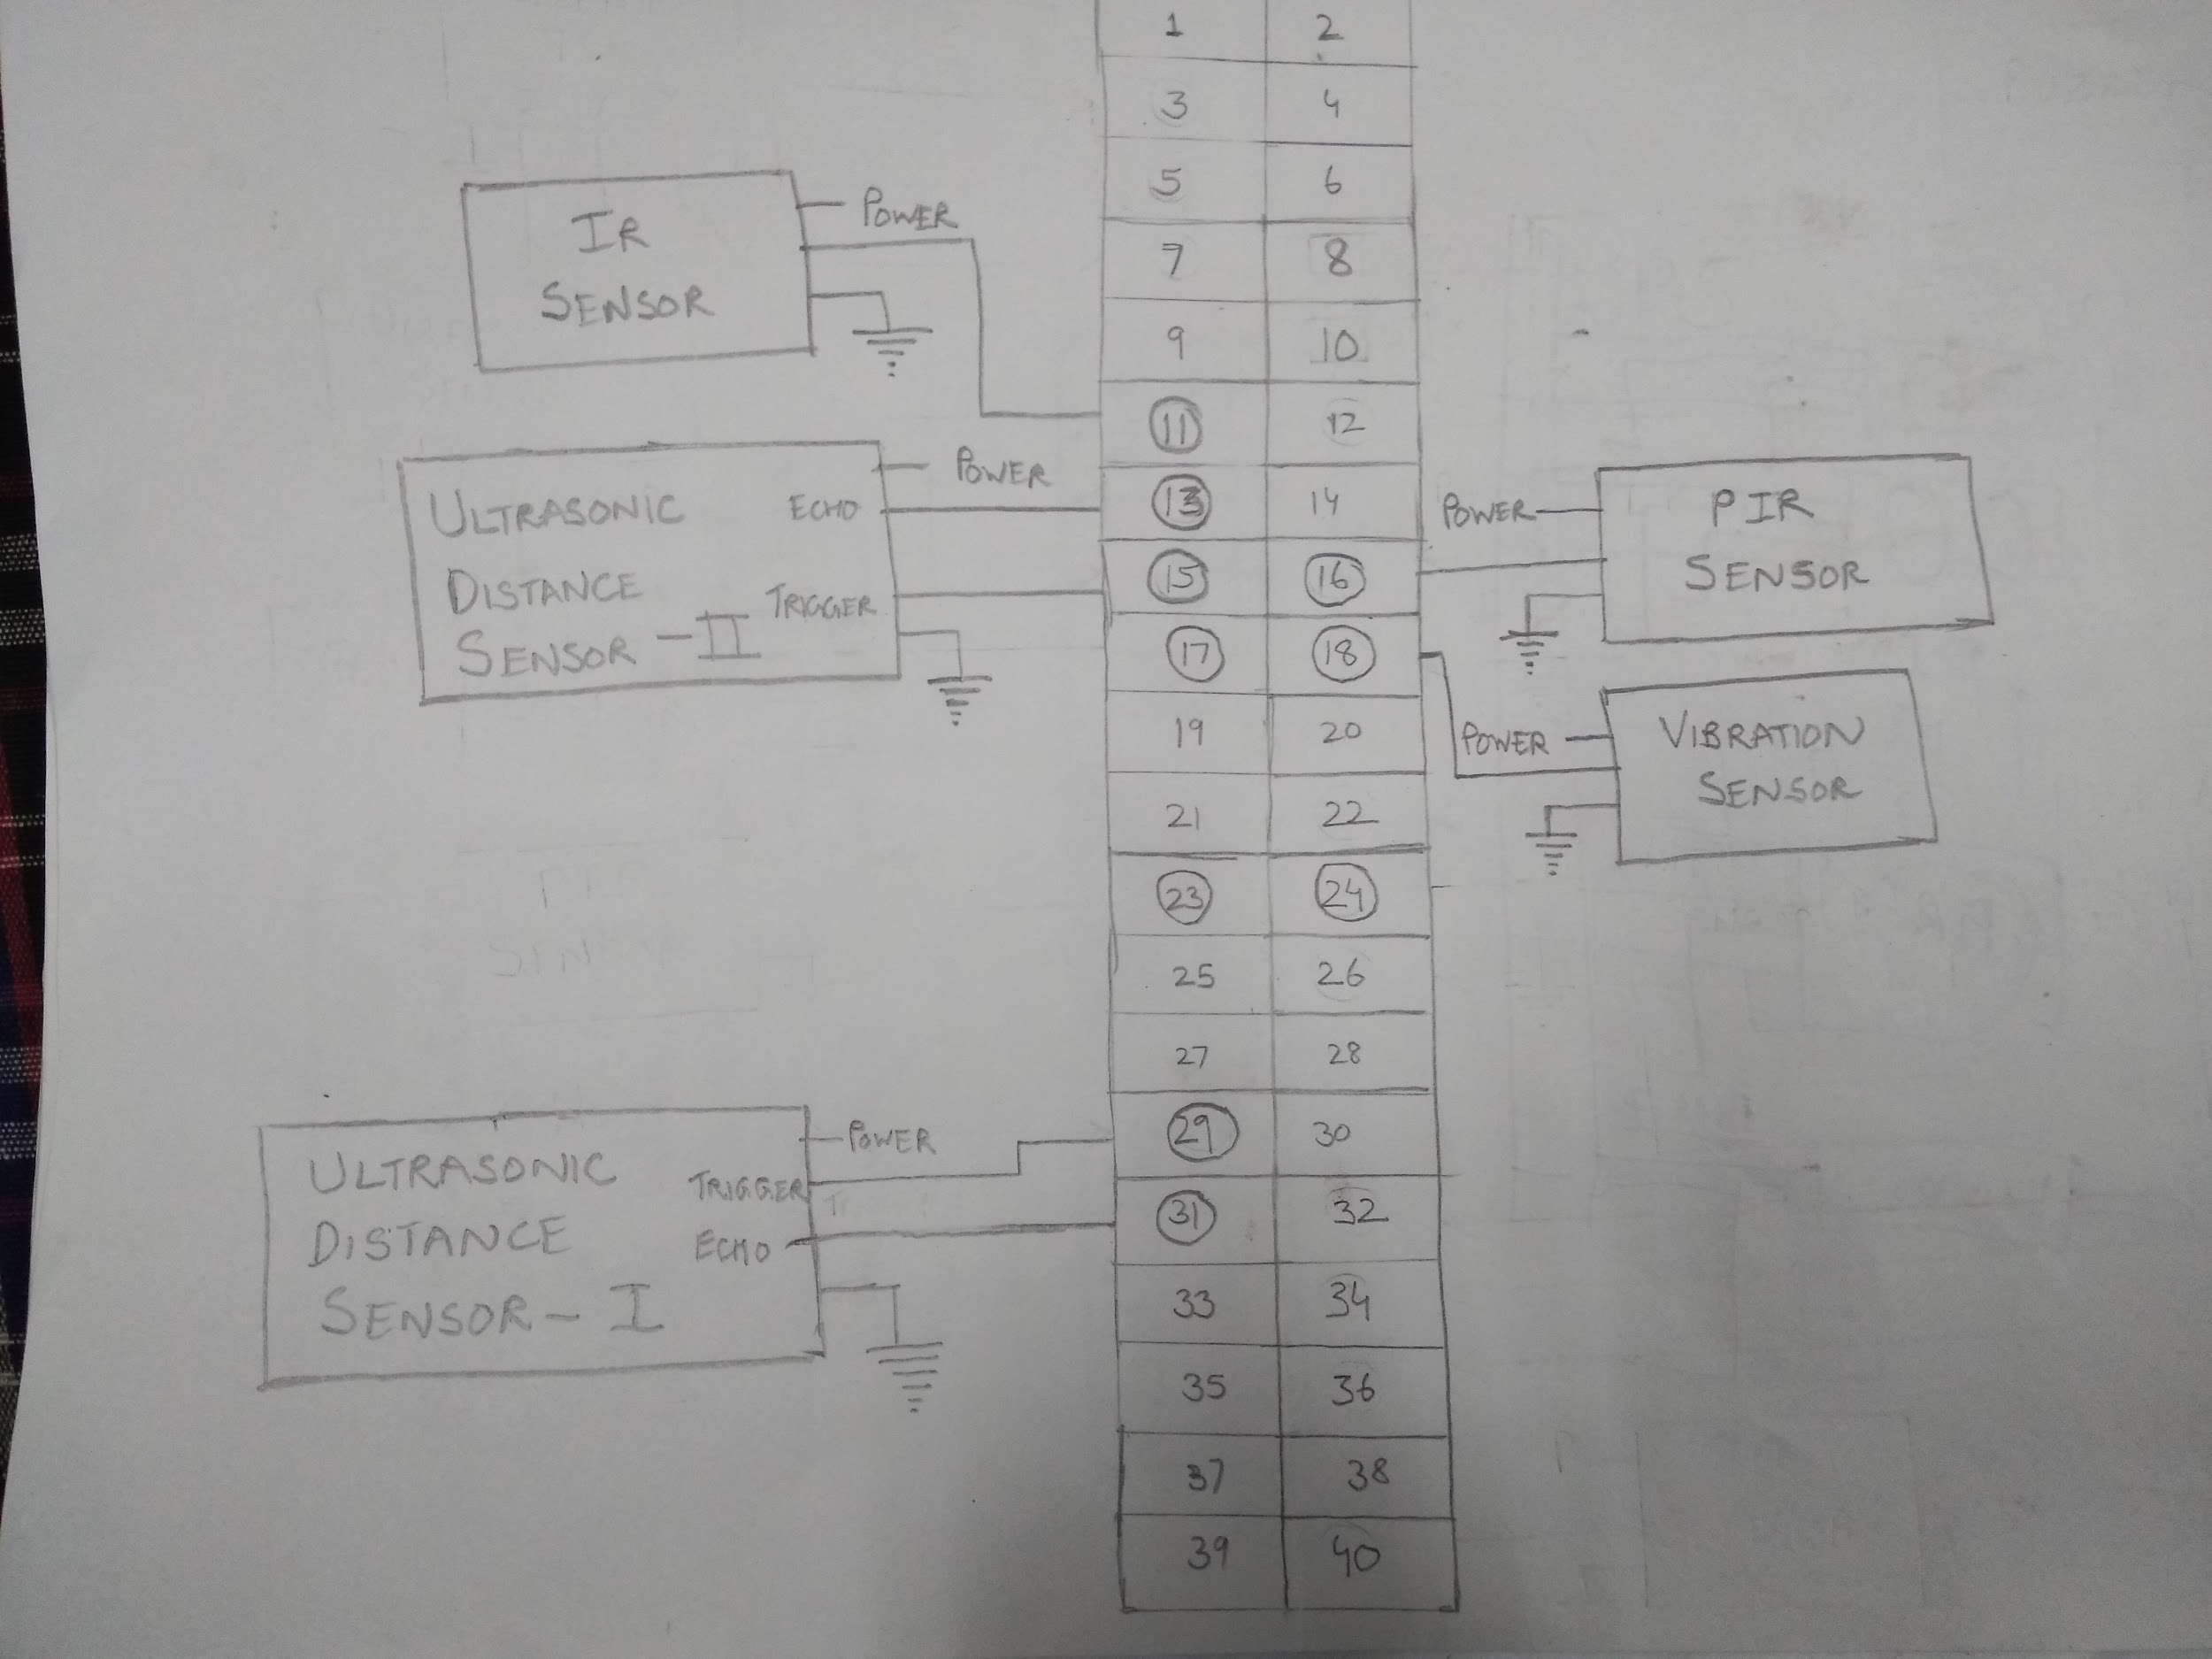 1 2
3 4
5 6
7 8
9 10
11 12
13 14
15 16
17 18
19 20
21 22
23 24
25 26
27 28
29 30
31 32
33 34
35 36
37 38
39 40
IR
SENSOR
POWER
ULTRASONIC
DISTANCE
SENSOR - II
POWER
ECHO
TRIGGER
ULTRASONIC
DISTANCE
SENSOR - I
POWER
TRIGGER
ECHO
POWER
PIR
SENSOR
POWER
VIBRATION
SENSOR